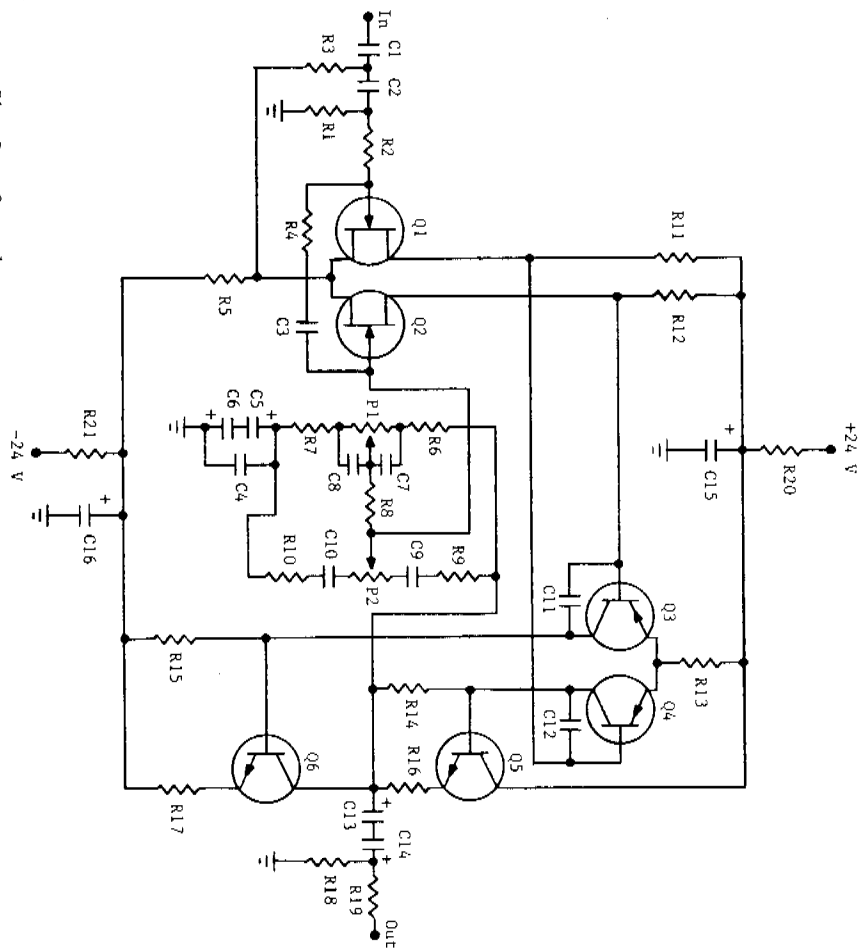 In
C1
R3
C2
R1
R2
R4
Q1
Q2
C3
R5
R11
R12
+24 V
R20
+
C15
R21
-24 V
+
C16
P1
R6
R7
C8
C7
R8
+
C5
C6
+
C4
R10
C10
P2
C9
R9
C11
Q3
R13
Q4
C12
R15
R14
Q5
R16
Q6
R17
+
C13
C14
+
R18
R19
Out